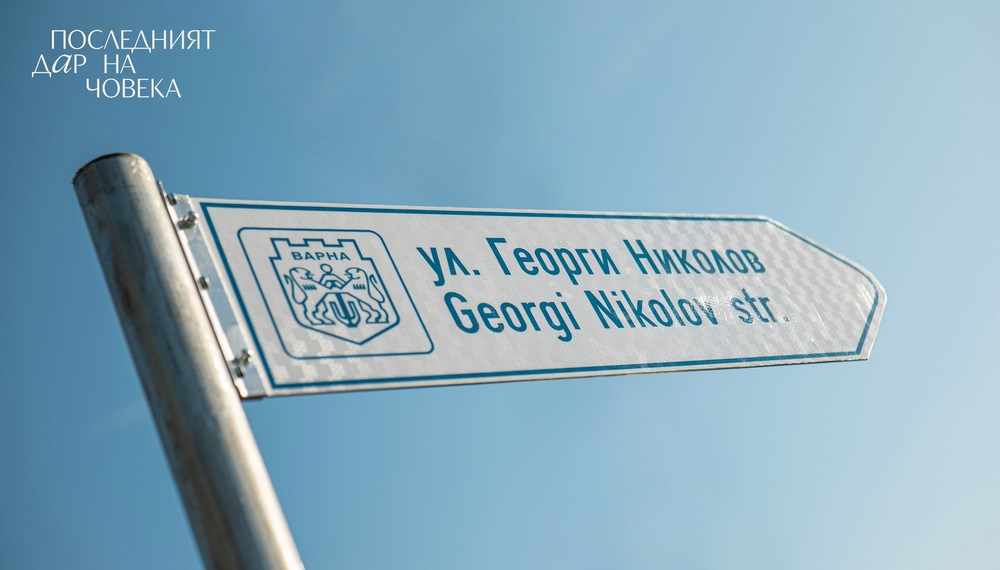 ПОСЛЕДНИЯТ
ДаР НА
ЧОВЕКА
ВАРНА
ул. Георги Николов
Georgi Nikolov str.